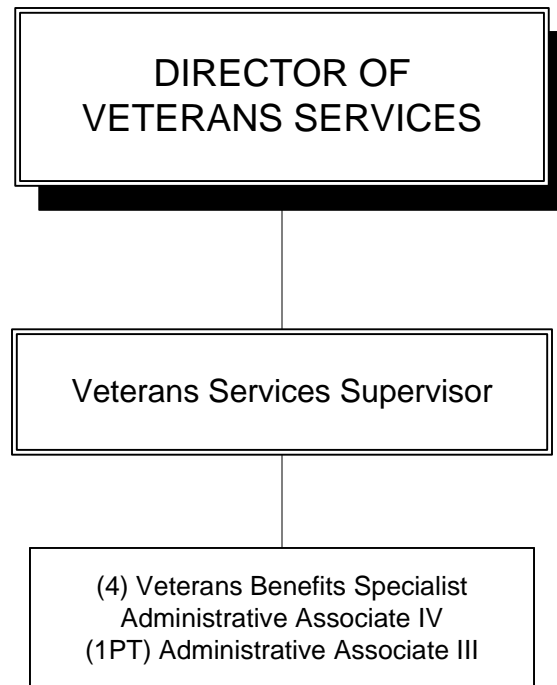 DIRECTOR OF
VETERANS SERVICES
Veterans Services Supervisor
(4) Veterans Benefits Specialist
Administrative Associate IV
(1PT) Administrative Associate III